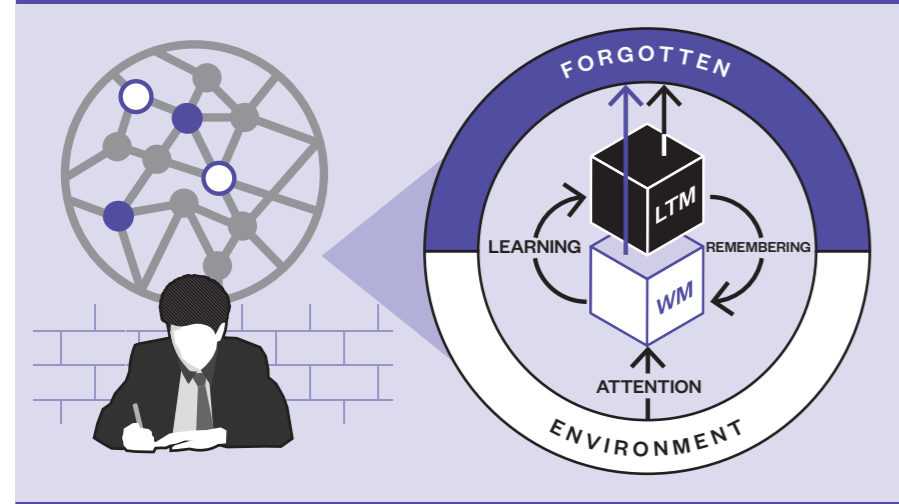 FORGOTTEN
LTM
LEARNING
REMEMBERING
WM
ATTENTION
ENVIRONMENT